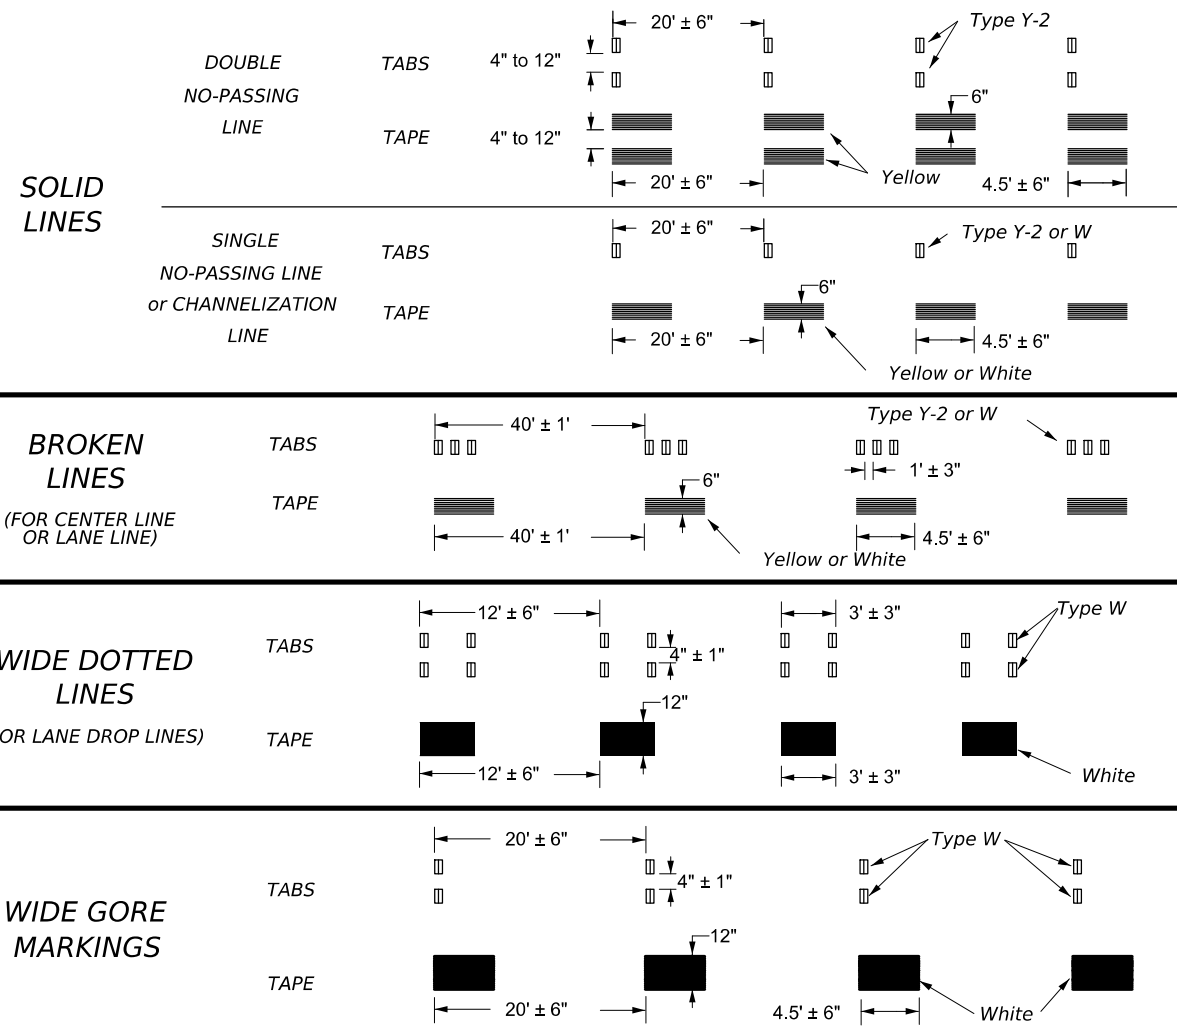 20' ± 6"
Type Y-2
DOUBLE
NO-PASSING
LINE
TABS
4" to 12"
6"
TAPE
4" to 12"
Yellow
20' ± 6"
4.5' ± 6"
SOLID
LINES
20' ± 6"
Type Y-2 or W
SINGLE
NO-PASSING LINE
or CHANNELIZATION
LINE
TABS
6"
TAPE
20' ± 6"
4.5' ± 6"
Yellow or White
Type Y-2 or W
40' ± 1'
BROKEN
LINES
(FOR CENTER LINE
OR LANE LINE)
TABS
1' ± 3"
6"
TAPE
40' ± 1'
4.5' ± 6"
Yellow or White
12' ± 6"
3' ± 3"
Type W
TABS
4" ± 1"
WIDE DOTTED
LINES
OR LANE DROP LINES)
12"
TAPE
12' ± 6"
3' ± 3"
White
20' ± 6"
Type W
TABS
4" ± 1"
WIDE GORE
MARKINGS
12"
TAPE
20' ± 6"
4.5' ± 6"
White